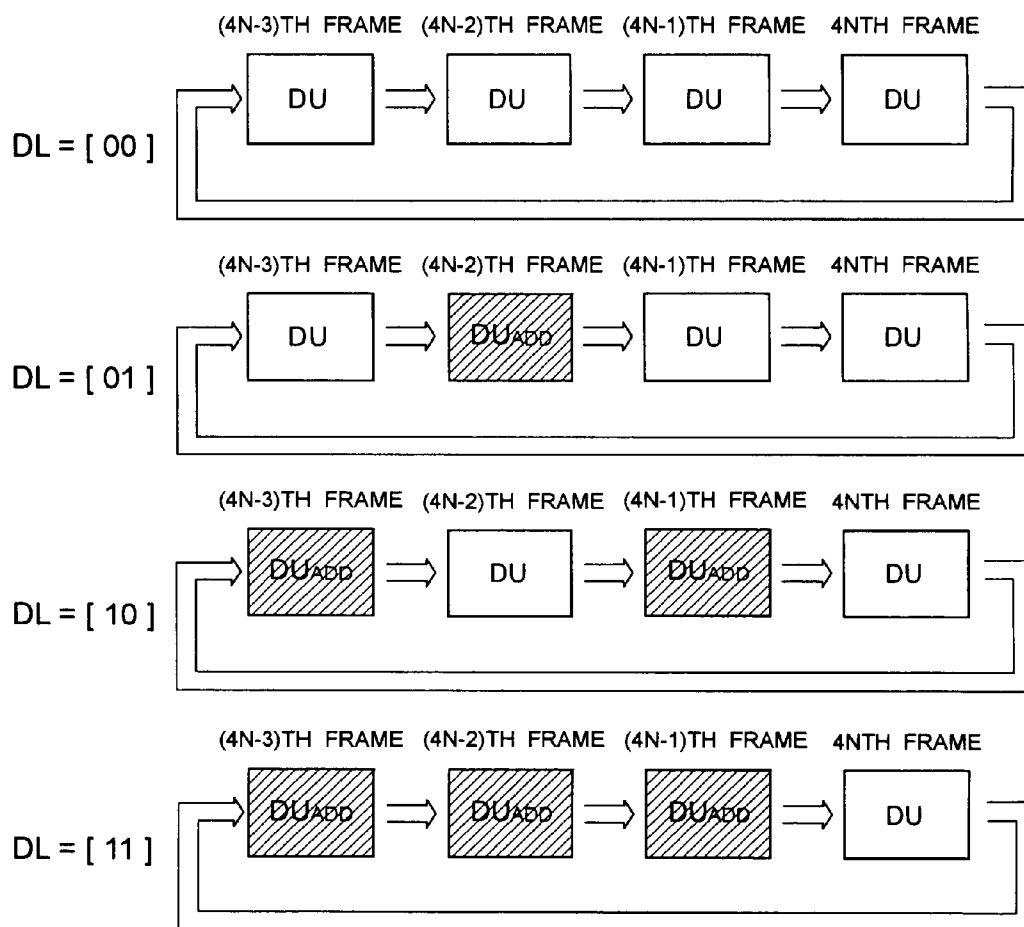 (4N-3)TH FRAME (4N-2)TH FRAME (4N-1)TH FRAME 4NTH FRAME
DL = [ 00 ] DU DU DU DU
(4N-3)TH FRAME (4N-2)TH FRAME (4N-1)TH FRAME 4NTH FRAME
DL = [ 01 ] DU DUADD DU DU
(4N-3)TH FRAME (4N-2)TH FRAME (4N-1)TH FRAME 4NTH FRAME
DL = [ 10 ] DUADD DU DUADD DU
(4N-3)TH FRAME (4N-2)TH FRAME (4N-1)TH FRAME 4NTH FRAME
DL = [ 11 ] DUADD DUADD DUADD DU